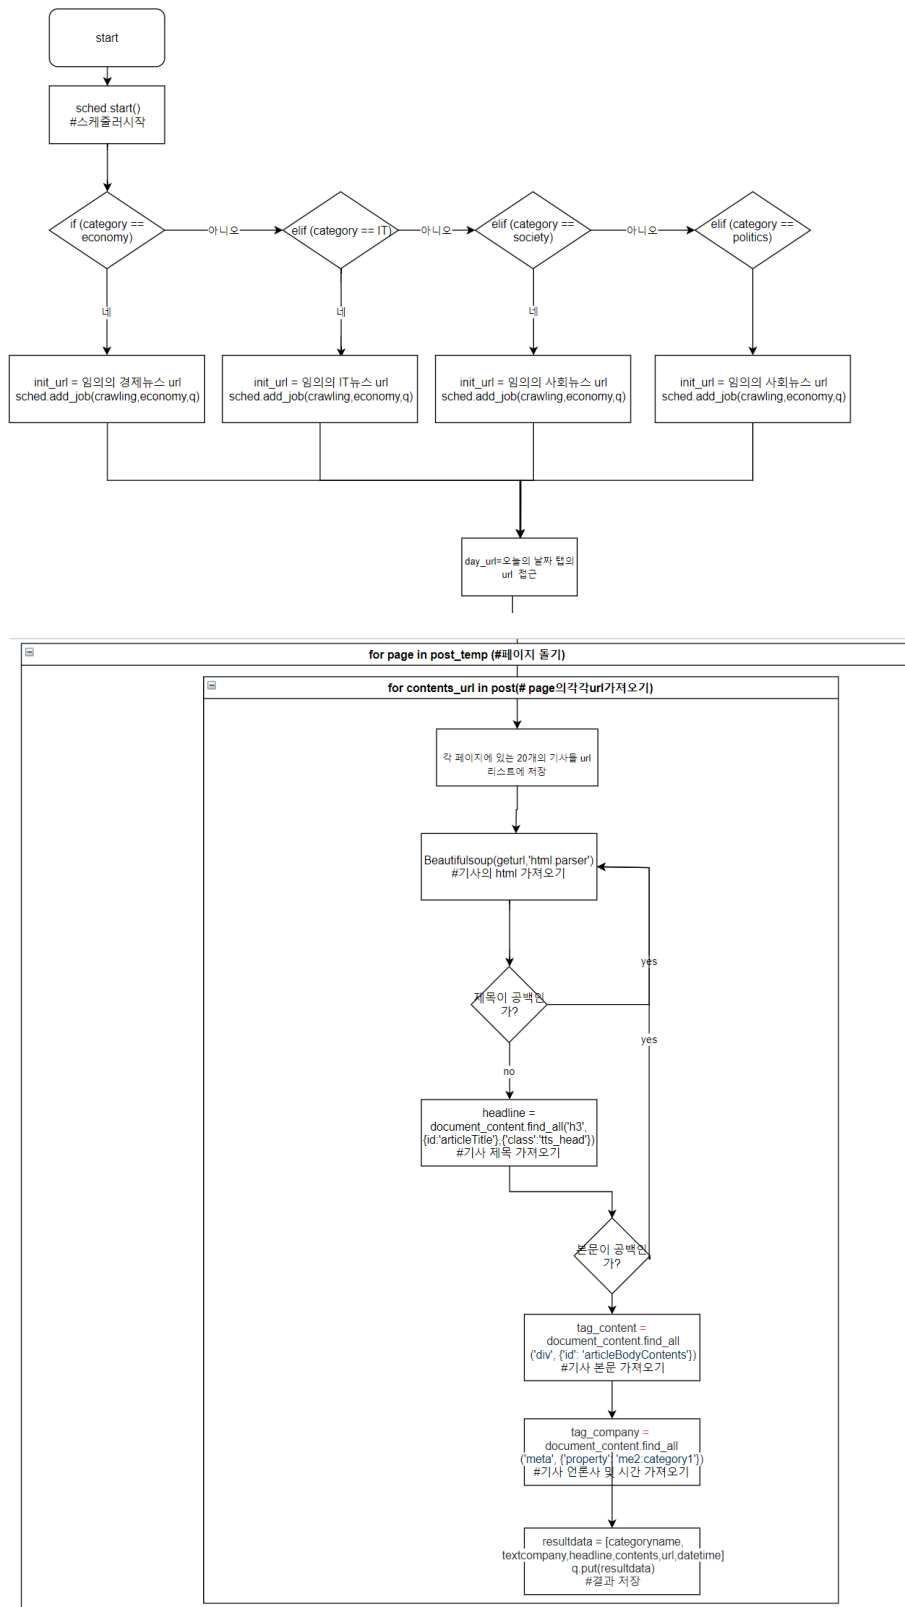 start
sched.start()
#스케줄러시작
if (category ==
economy)
아니오
elif (category == IT)
아니오
elif (category ==
society)
아니오
elif (category ==
politics)
네
네
네
init_url = 임의의 경제뉴스 url
sched.add_job(crawling,economy,q)
init_url = 임의의 IT뉴스 url
sched.add_job(crawling,economy,q)
init_url = 임의의 사회뉴스 url
sched.add_job(crawling,economy,q)
init_url = 임의의 사회뉴스 url
sched.add_job(crawling,economy,q)
day_url=오늘의 날짜 탭의
url 접근
for page in post_temp (#페이지 돌기)
for contents_url in post(# page의각각url가져오기)
각 페이지에 있는 20개의 기사들 url
리스트에 저장
Beautifulsoup(geturl,'html.parser')
#기사의 html 가져오기
yes
제목이 공백인
가?
yes
no
headline =
document_content.find_all('h3',
{id:'articleTitle'},{'class':'tts_head'})
#기사 제목 가져오기
본문이 공백인
가?
tag_content =
document_content.find_all
('div', {'id': 'articleBodyContents'})
#기사 본문 가져오기
tag_company =
document_content.find_all
('meta', {'property': 'me2:category1'})
#기사 언론사 및 시간 가져오기
resultdata = [categoryname,
textcompany,headline,contents,url,datetime]
q.put(resultdata)
#결과 저장